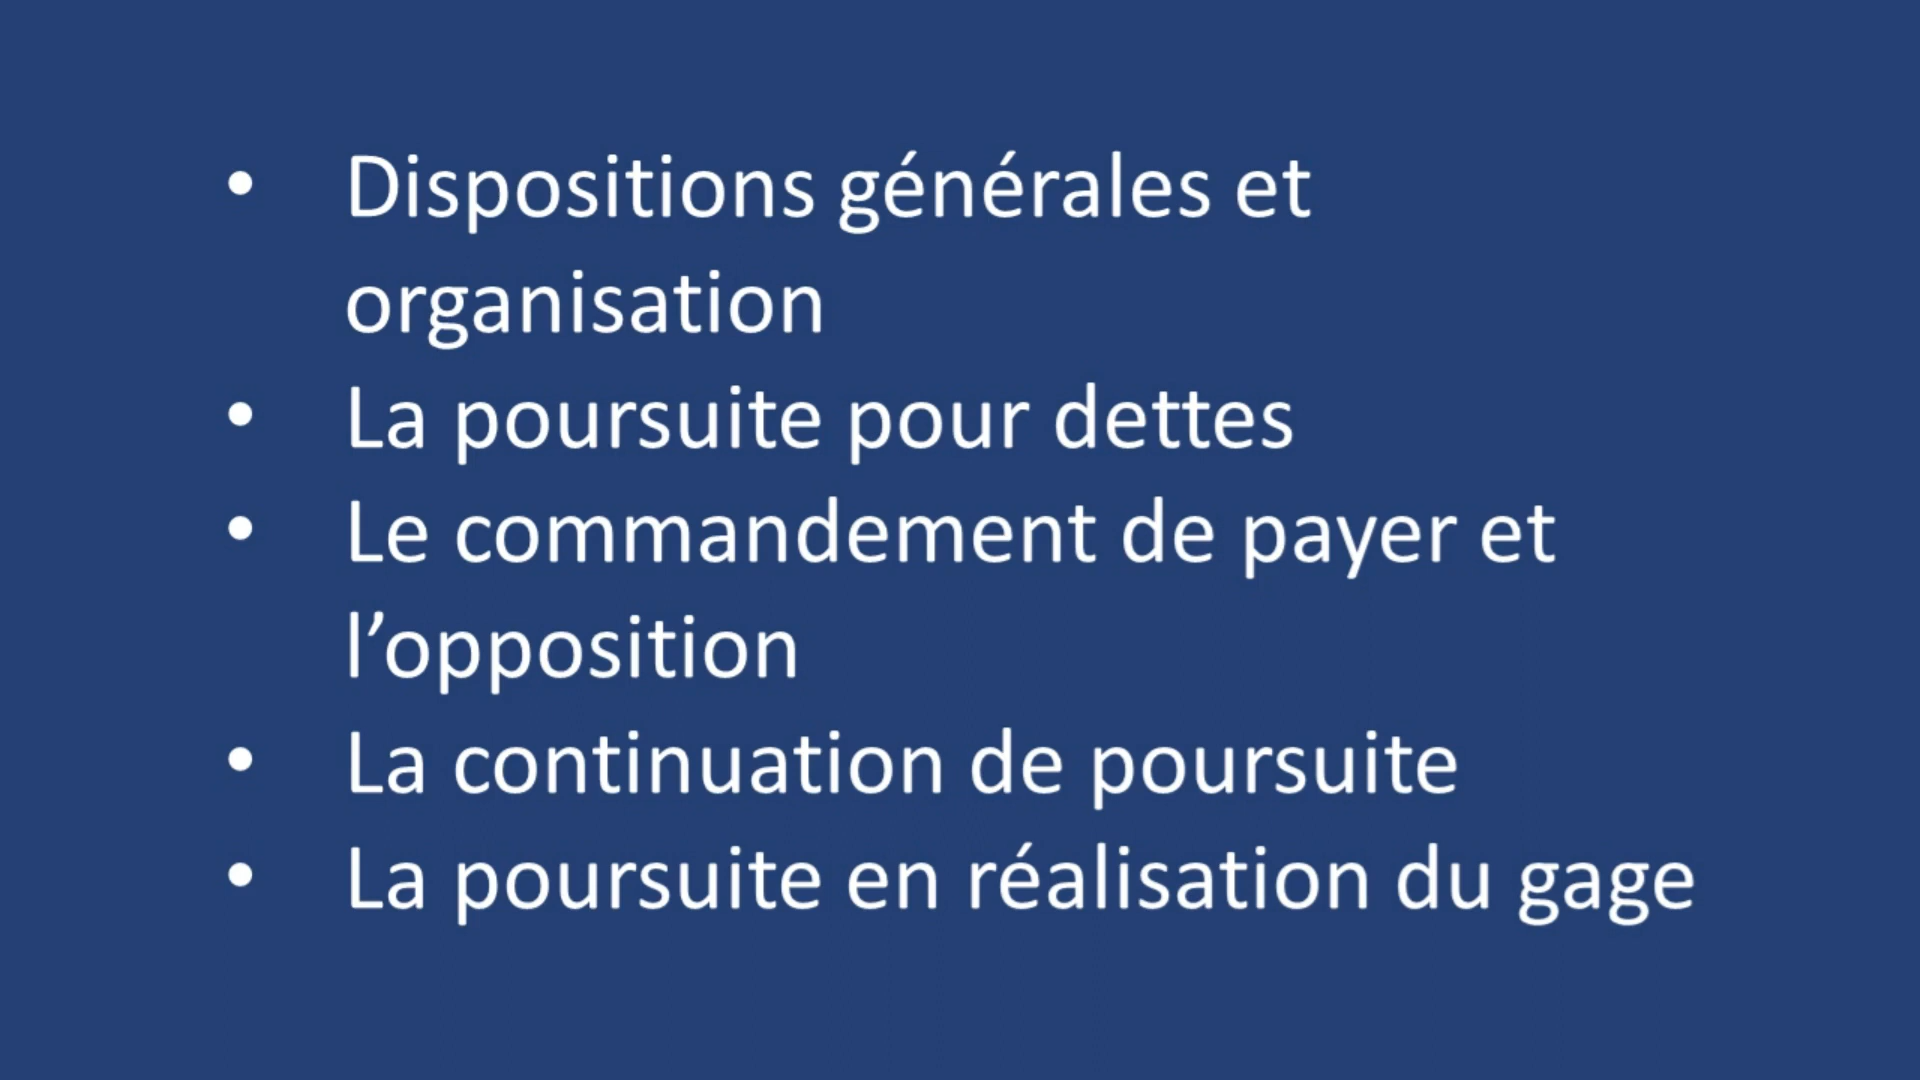 • Dispositions générales et
organisation
• La poursuite pour dettes
• Le commandement de payer et
l’opposition
• La continuation de poursuite
• La poursuite en réalisation du gage